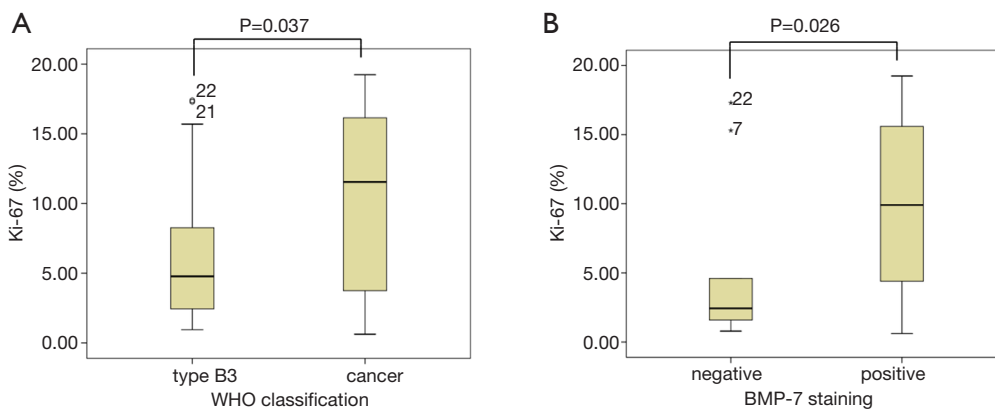 A
P=0.037
20.00
15.00
10.00
5.00
0.00
Ki-67 (%)
22
21
type B3
cancer
WHO classification
B
P=0.026
20.00
15.00
10.00
5.00
0.00
Ki-67 (%)
22
7
negative
positive
BMP-7 staining